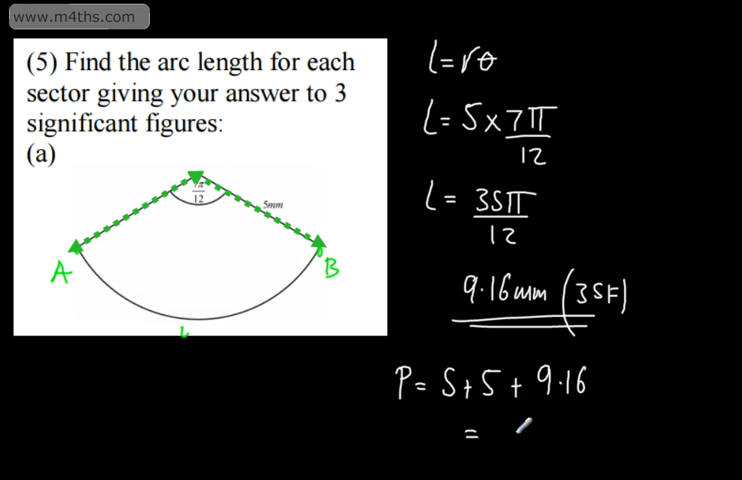 www.m4ths.com
(5) Find the arc length for each
sector giving your answer to 3
significant figures:
(a)
12
5mm
A
B
L
l = rθ
l = 5 × 7π
12
l = 35π
12
9.16mm (3SF)
P = 5 + 5 + 9.16
=